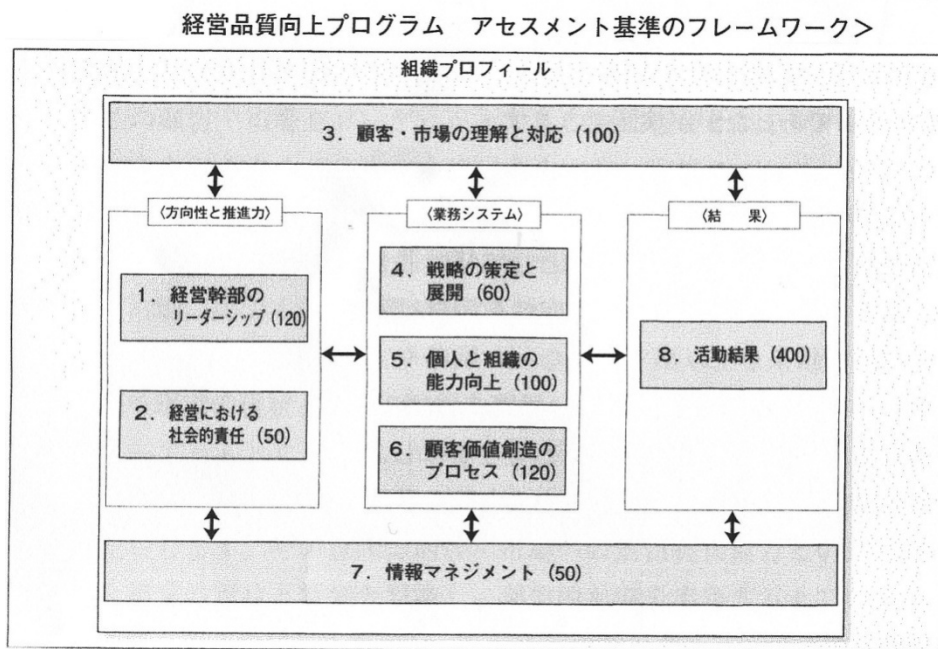 経営品質向上プログラム　アセスメント基準のフレームワーク＞
組織プロフィール
3．顧客・市場の理解と対応（100）
〈方向性と推進力〉
1．経営幹部の
リーダーシップ（120）
2．経営における
社会的責任（50）
〈業務システム〉
4．戦略の策定と
展開（60）
5．個人と組織の
能力向上（100）
6．顧客価値創造の
プロセス（120）
〈結　果〉
8．活動結果（400）
7．情報マネジメント（50）